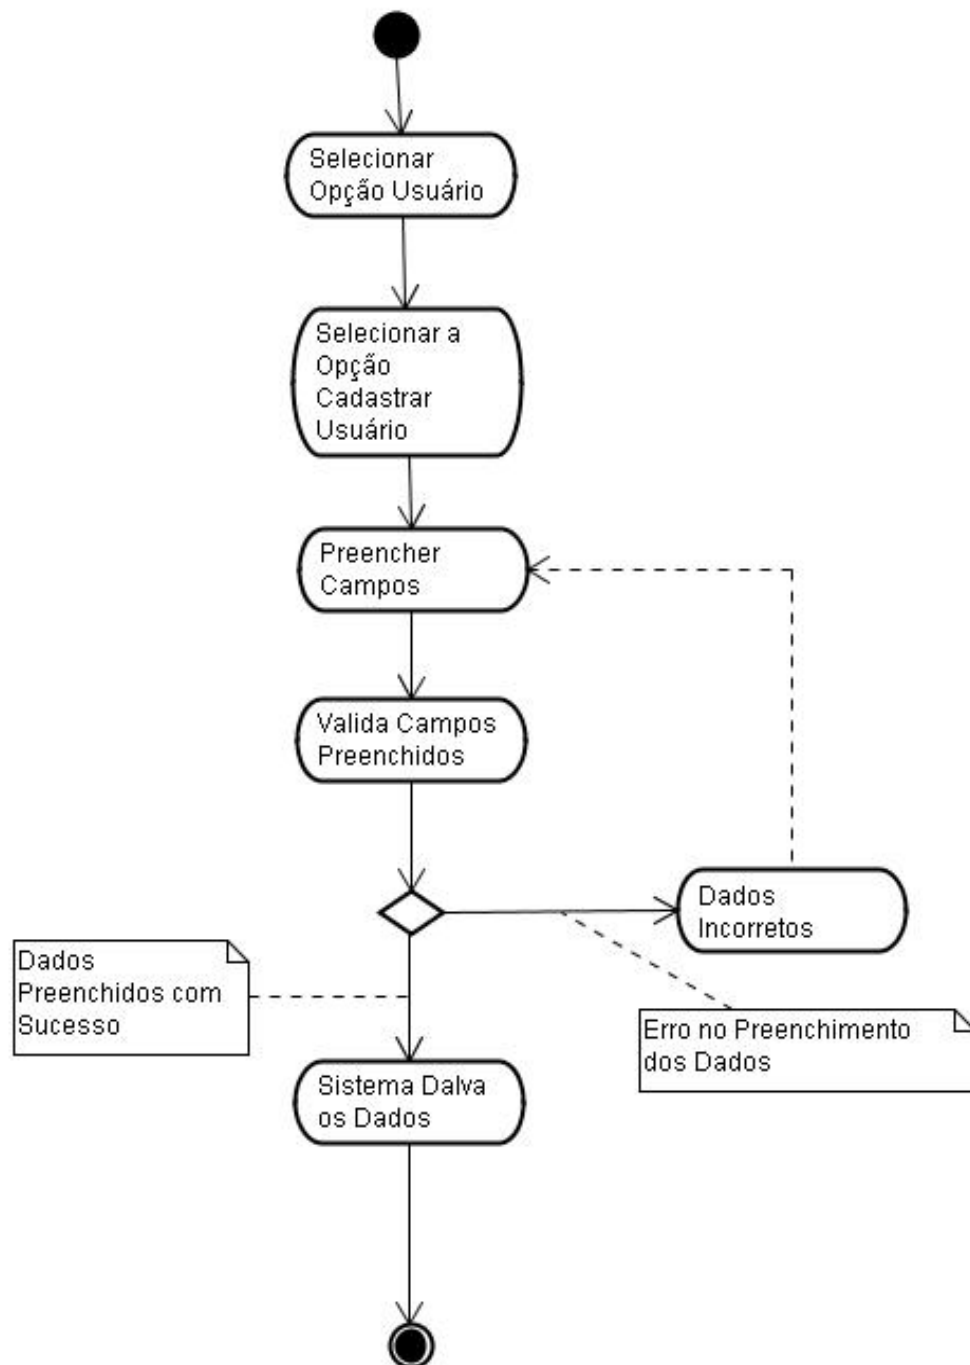 Selecionar
Opção Usuário
Selecionar a
Opção
Cadastrar
Usuário
Preencher
Campos
Valida Campos
Preenchidos
Dados
Incorretos
Dados
Preenchidos com
Sucesso
Erro no Preenchimento
dos Dados
Sistema Dalva
os Dados